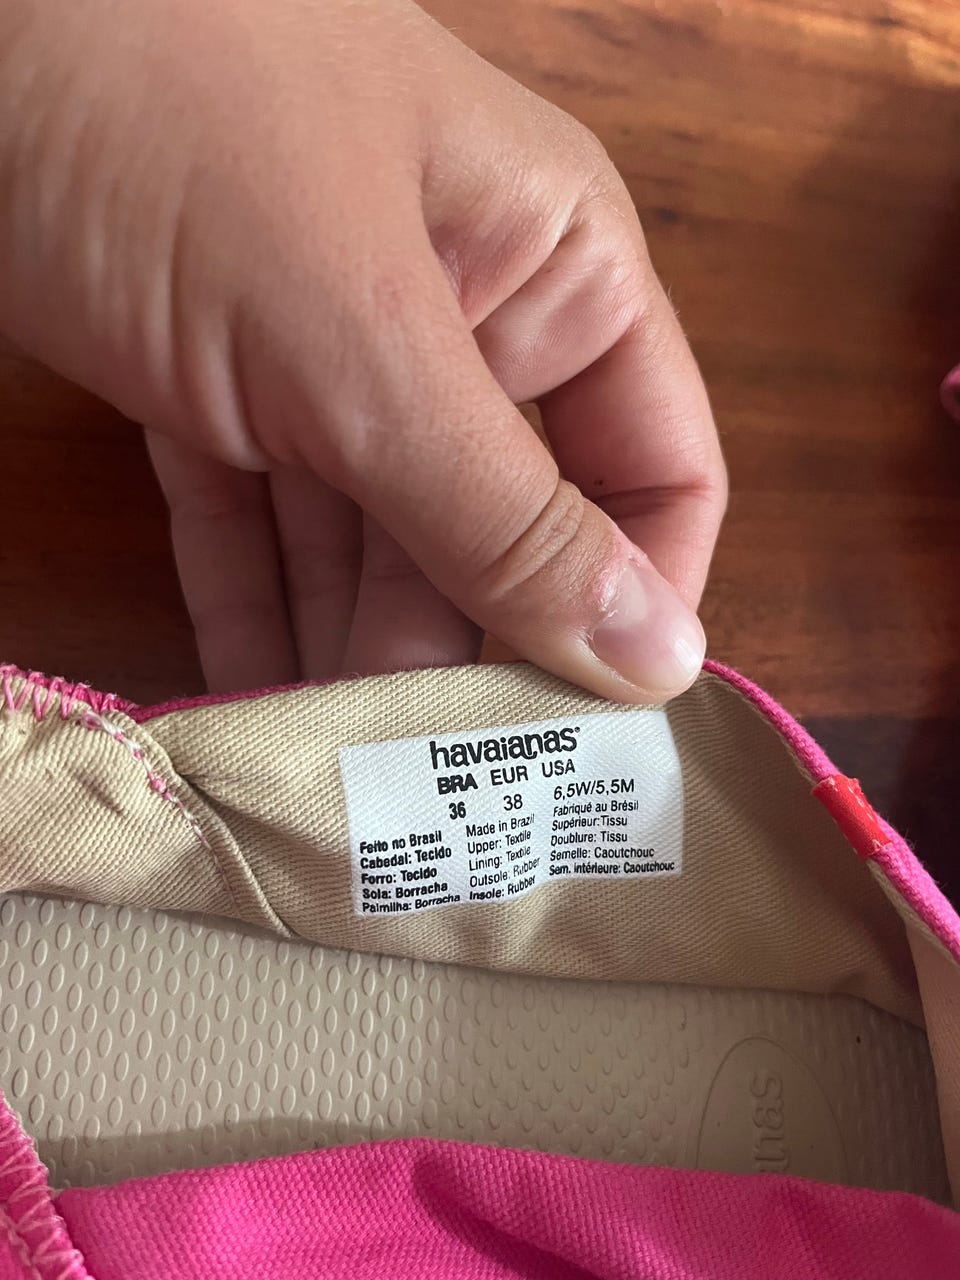 havaianas®
BRA EUR USA
36 38 6,5W/5,5M
Feito no Brasil
Cabedal: Tecido
Forro: Tecido
Sola: Borracha
Palmilha: Borracha
Made in Brazil
Upper: Textile
Lining: Textile
Outsole: Rubber
Insole: Rubber
Fabriqué au Brésil
Supérieur:Tissu
Doublure: Tissu
Semelle: Caoutchouc
Sem. intérieure: Caoutchouc